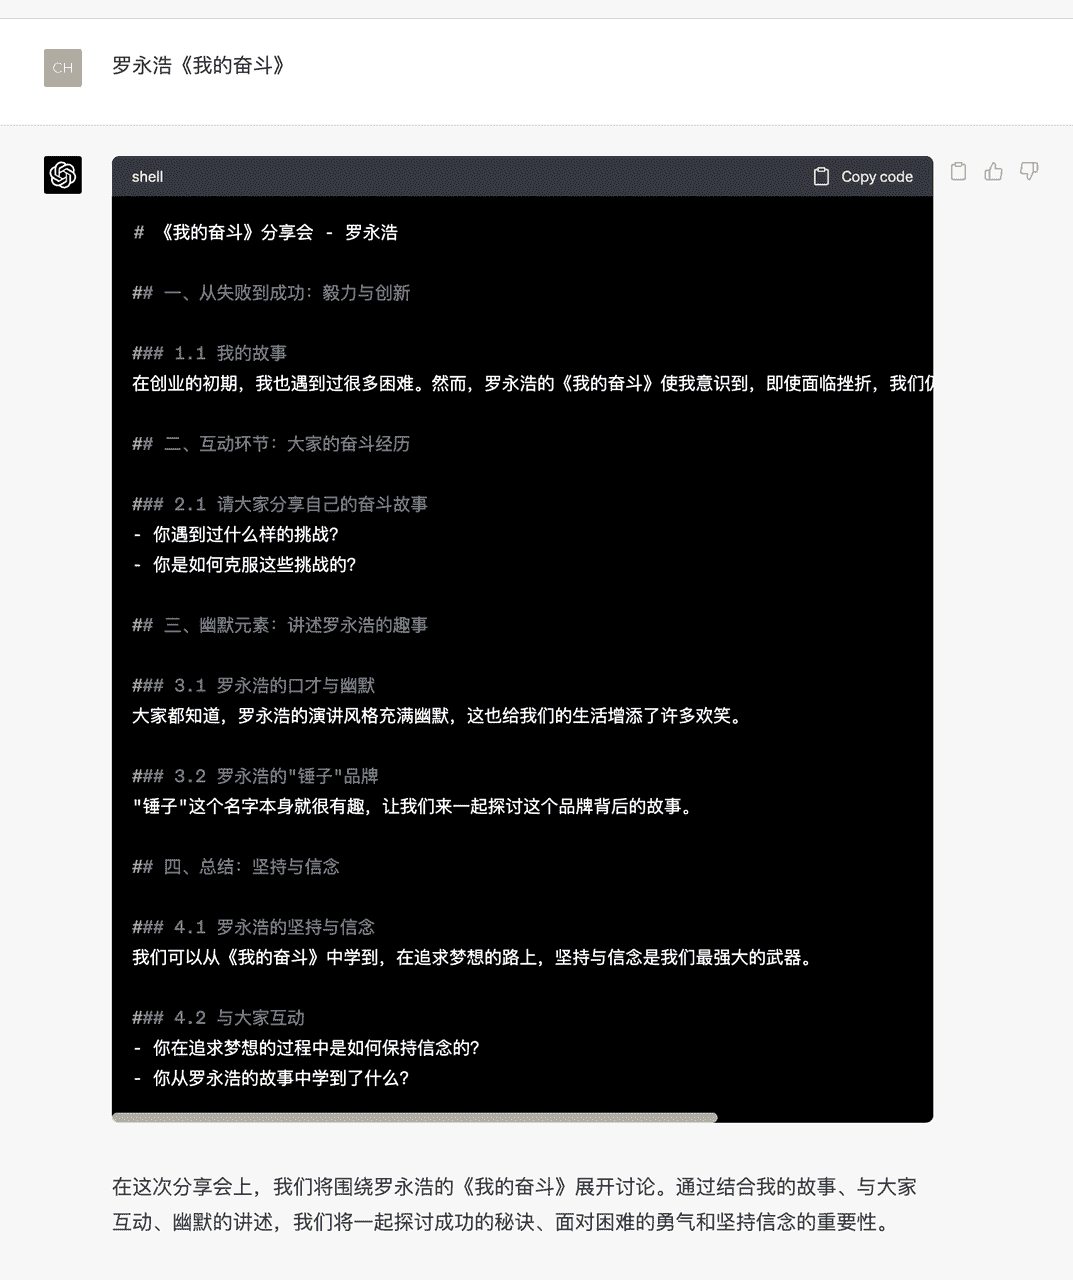 CH
罗永浩《我的奋斗》
shell
Copy code
# 《我的奋斗》分享会 - 罗永浩
## 一、从失败到成功：毅力与创新
### 1.1 我的故事
在创业的初期，我也遇到过很多困难。然而，罗永浩的《我的奋斗》使我意识到，即使面临挫折，我们
## 二、互动环节：大家的奋斗经历
### 2.1 请大家分享自己的奋斗故事
- 你遇到过什么样的挑战？
- 你是如何克服这些挑战的？
## 三、幽默元素：讲述罗永浩的趣事
### 3.1 罗永浩的口才与幽默
大家都知道，罗永浩的演讲风格充满幽默，这也给我们的生活增添了许多欢笑。
### 3.2 罗永浩的"锤子"品牌
"锤子"这个名字本身就很有趣，让我们来一起探讨这个品牌背后的故事。
## 四、总结：坚持与信念
### 4.1 罗永浩的坚持与信念
我们可以从《我的奋斗》中学到，在追求梦想的路上，坚持与信念是我们最强大的武器。
### 4.2 与大家互动
- 你在追求梦想的过程中是如何保持信念的？
- 你从罗永浩的故事中学到了什么？
在这次分享会上，我们将围绕罗永浩的《我的奋斗》展开讨论。通过结合我的故事、与大家
互动、幽默的讲述，我们将一起探讨成功的秘诀、面对困难的勇气和坚持信念的重要性。